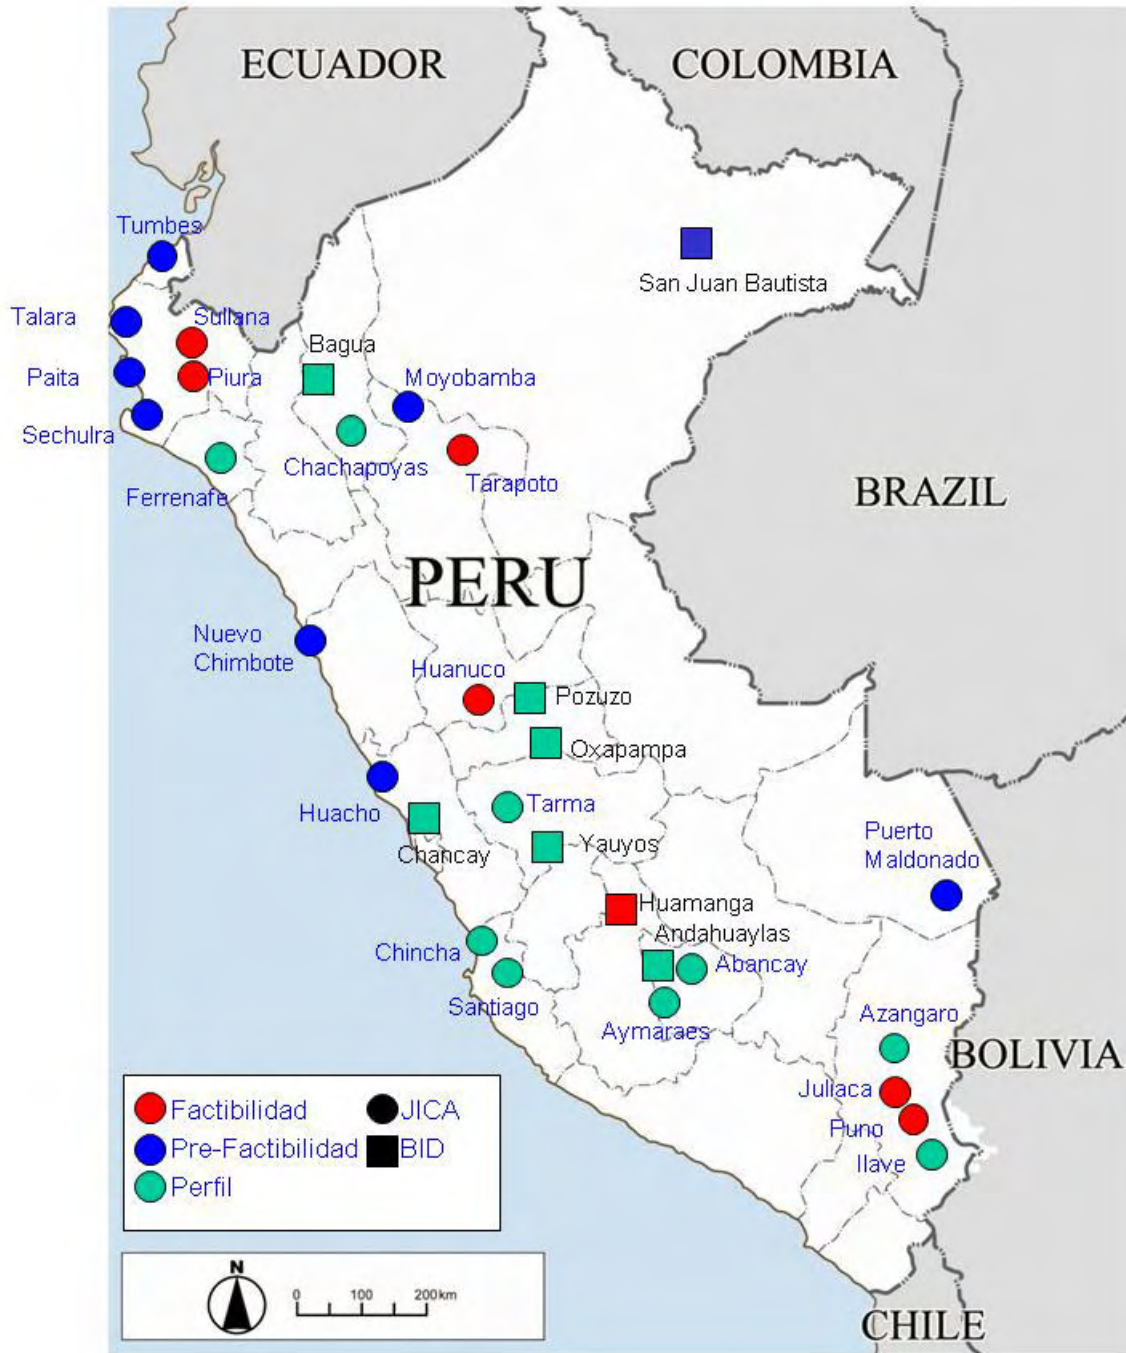 ECUADOR
COLOMBIA
Tumbes
San Juan Bautista
Talara
Sullana
Bagua
Paita
Piura
Moyobamba
Sechulra
Chachapoyas
Tarapoto
Ferrenafe
BRAZIL
PERU
Nuevo
Chimbote
Huanuco
Pozuzo
Oxapampa
Huacho
Tarma
Chancay
Yauyos
Puerto
Maldonado
Huamanga
Andahuaylas
Chincha
Abancay
Santiago
Aymaraes
Azangaro
BOLIVIA
Juliaca
Puno
Ilave
Factibilidad
JICA
Pre-Factibilidad
BID
Perfil
N
0 100 200km
CHILE